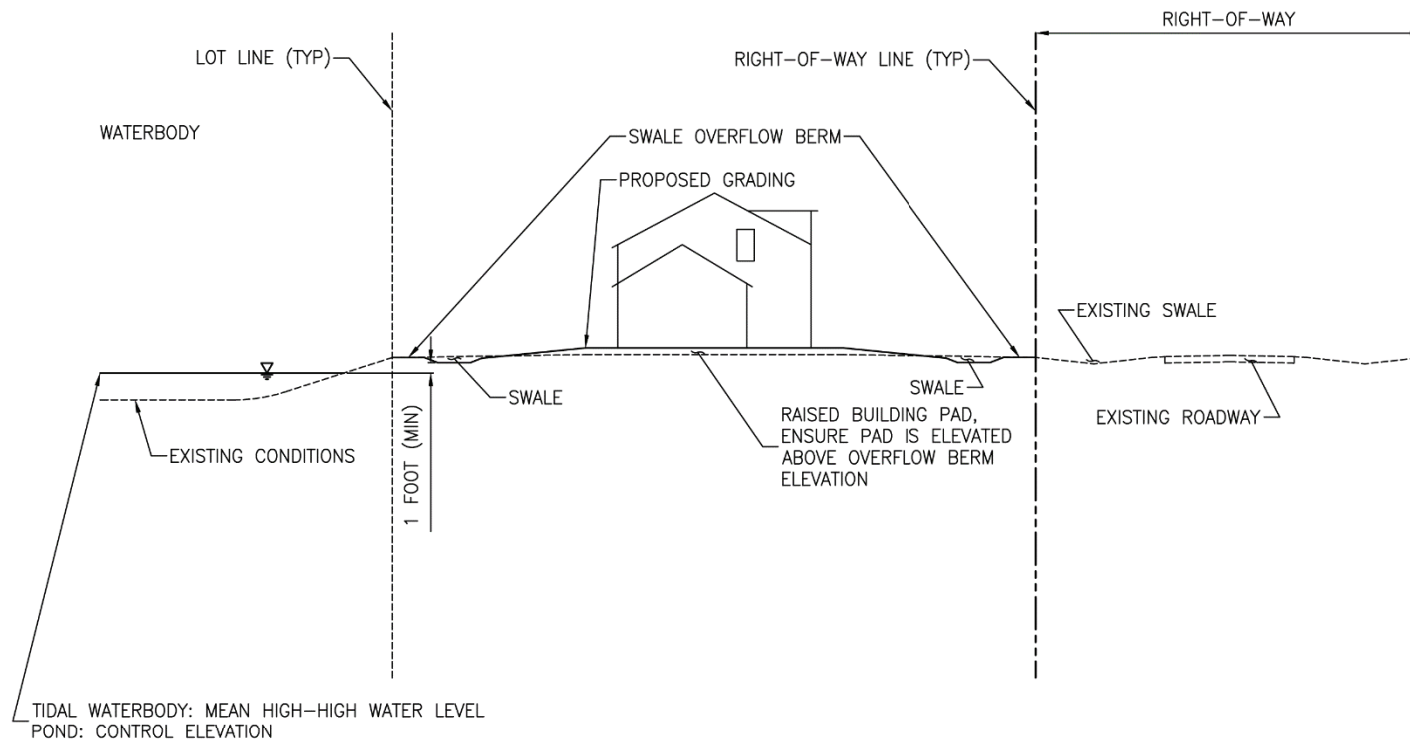 RIGHT-OF-WAY
LOT LINE (TYP)
RIGHT-OF-WAY LINE (TYP)
WATERBODY
SWALE OVERFLOW BERM
PROPOSED GRADING
EXISTING SWALE
SWALE
SWALE
EXISTING ROADWAY
RAISED BUILDING PAD,
ENSURE PAD IS ELEVATED
ABOVE OVERFLOW BERM
ELEVATION
EXISTING CONDITIONS
1 FOOT (MIN)
TIDAL WATERBODY: MEAN HIGH-HIGH WATER LEVEL
POND: CONTROL ELEVATION